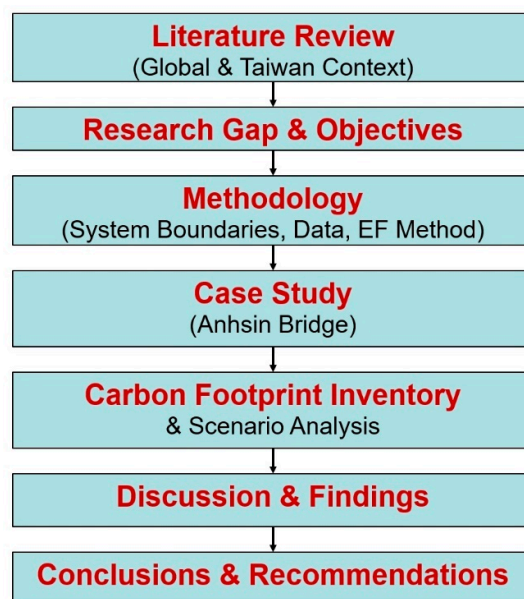 Literature Review
(Global & Taiwan Context)
Research Gap & Objectives
Methodology
(System Boundaries, Data, EF Method)
Case Study
(Anhsin Bridge)
Carbon Footprint Inventory
& Scenario Analysis
Discussion & Findings
Conclusions & Recommendations